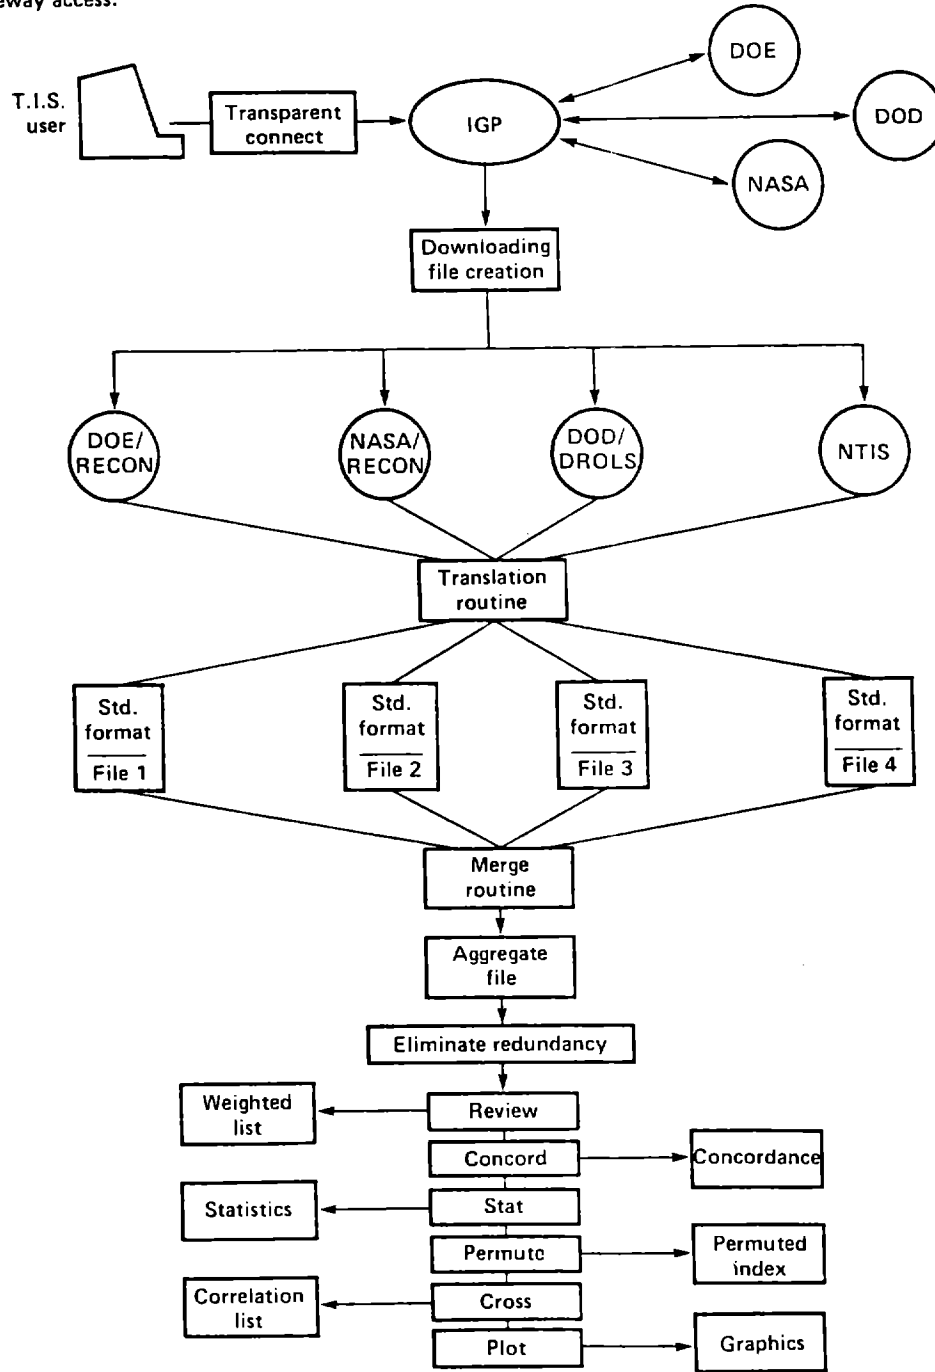 eway access.
T.I.S.
user
Transparent
connect
IGP
DOE
DOD
NASA
Downloading
file creation
DOE/
RECON
NASA/
RECON
DOD/
DROLS
NTIS
Translation
routine
Std.
format
File 1
Std.
format
File 2
Std.
format
File 3
Std.
format
File 4
Merge
routine
Aggregate
file
Eliminate redundancy
Weighted
list
Review
Concord
Concordance
Statistics
Stat
Permute
Permuted
index
Correlation
list
Cross
Plot
Graphics